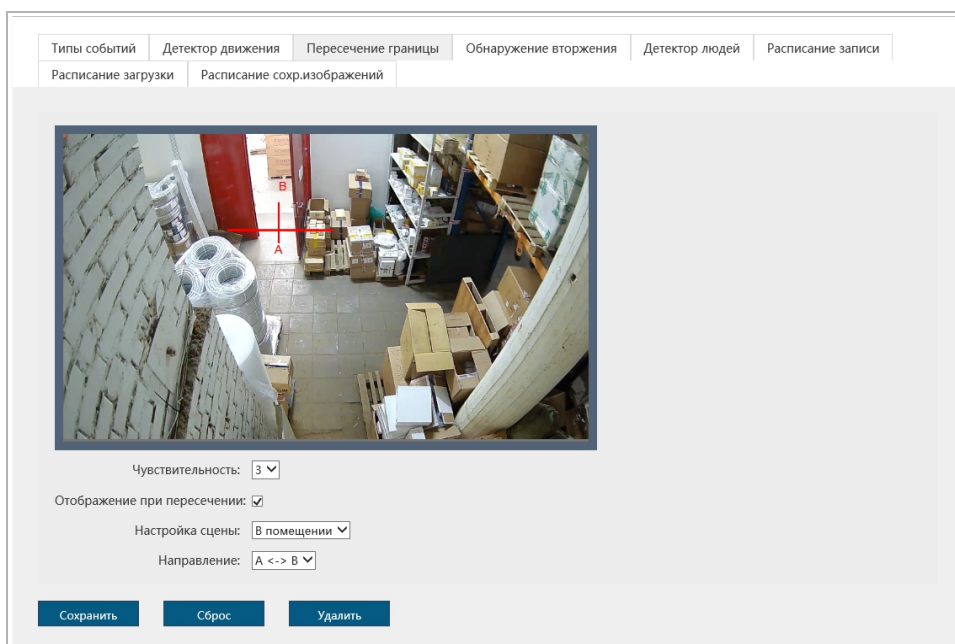 Типы событий Детектор движения Пересечение границы Обнаружение вторжения Детектор людей Расписание записи
Расписание загрузки Расписание сохр.изображений
B
A
Чувствительность: 3
Отображение при пересечении:
Настройка сцены: В помещении
Направление: A <-> B
Сохранить Сброс Удалить